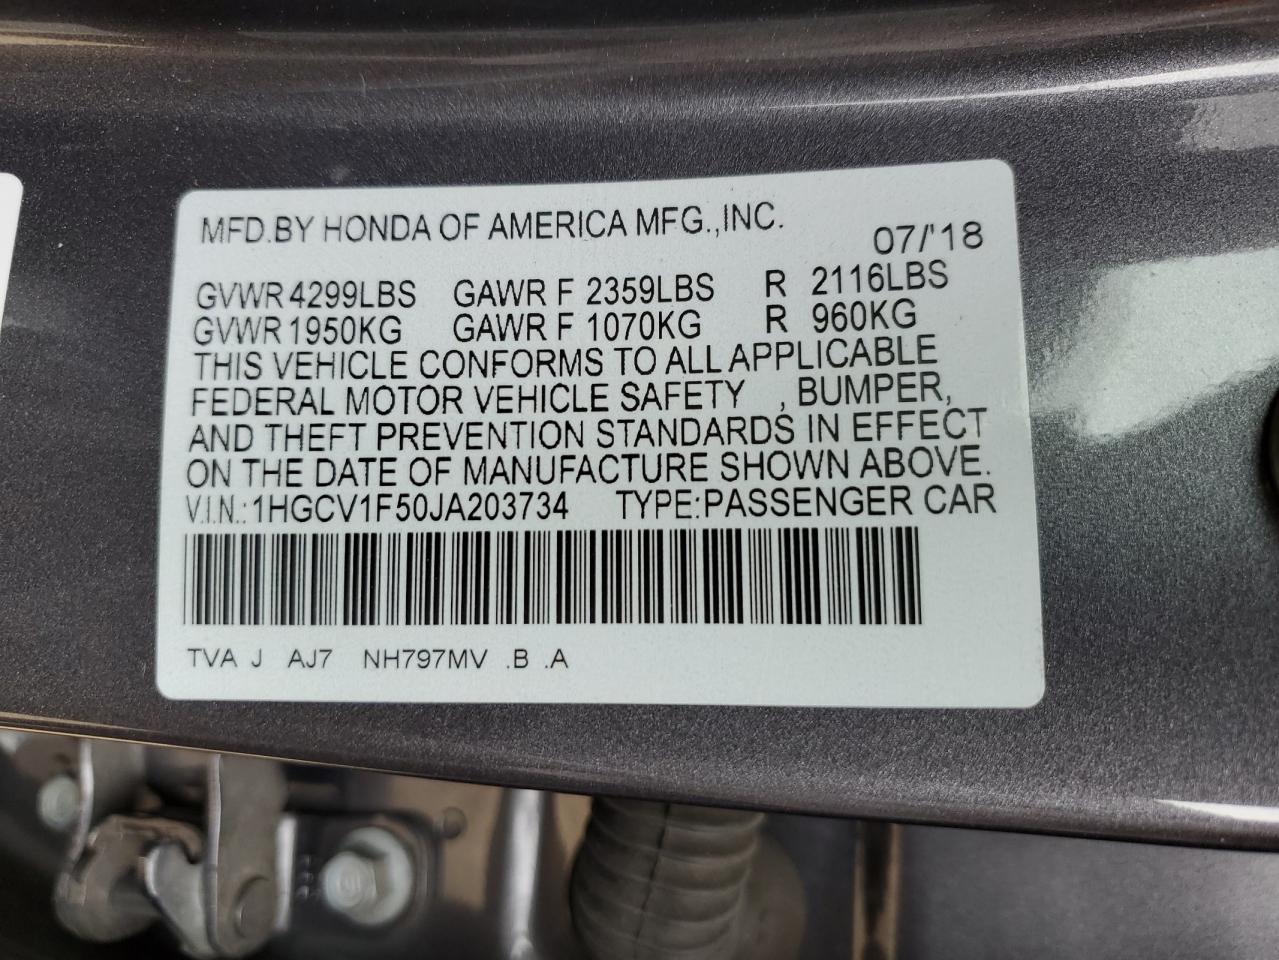 MFD.BY HONDA OF AMERICA MFG.,INC.
07/'18
GVWR 4299LBS GAWR F 2359LBS R 2116LBS
GVWR 1950KG GAWR F 1070KG R 960KG
THIS VEHICLE CONFORMS TO ALL APPLICABLE
FEDERAL MOTOR VEHICLE SAFETY , BUMPER,
AND THEFT PREVENTION STANDARDS IN EFFECT
ON THE DATE OF MANUFACTURE SHOWN ABOVE.
V.I.N.:1HGCV1F50JA203734 TYPE:PASSENGER CAR
TVA J AJ7 NH797MV .B .A